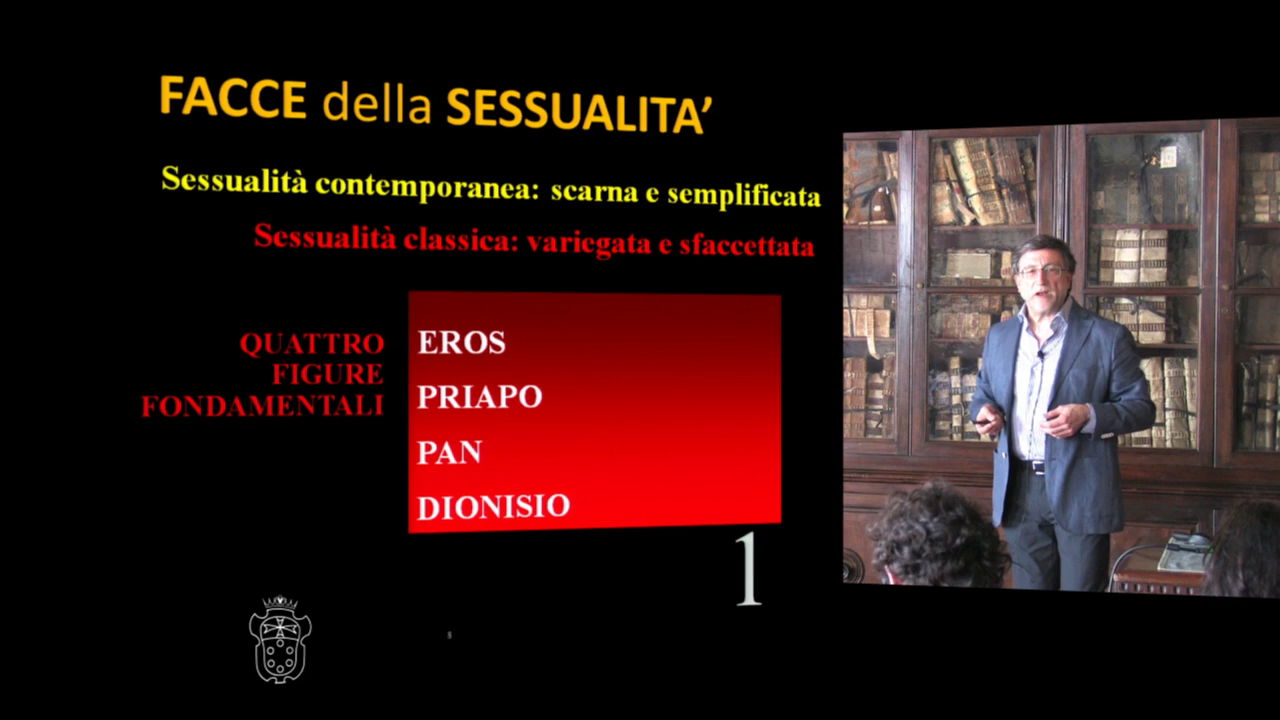 FACCE della SESSUALITA’
Sessualità contemporanea: scarna e semplificata
Sessualità classica: variegata e sfaccettata
QUATTRO
FIGURE
FONDAMENTALI
EROS
PRIAPO
PAN
DIONISIO
1
8